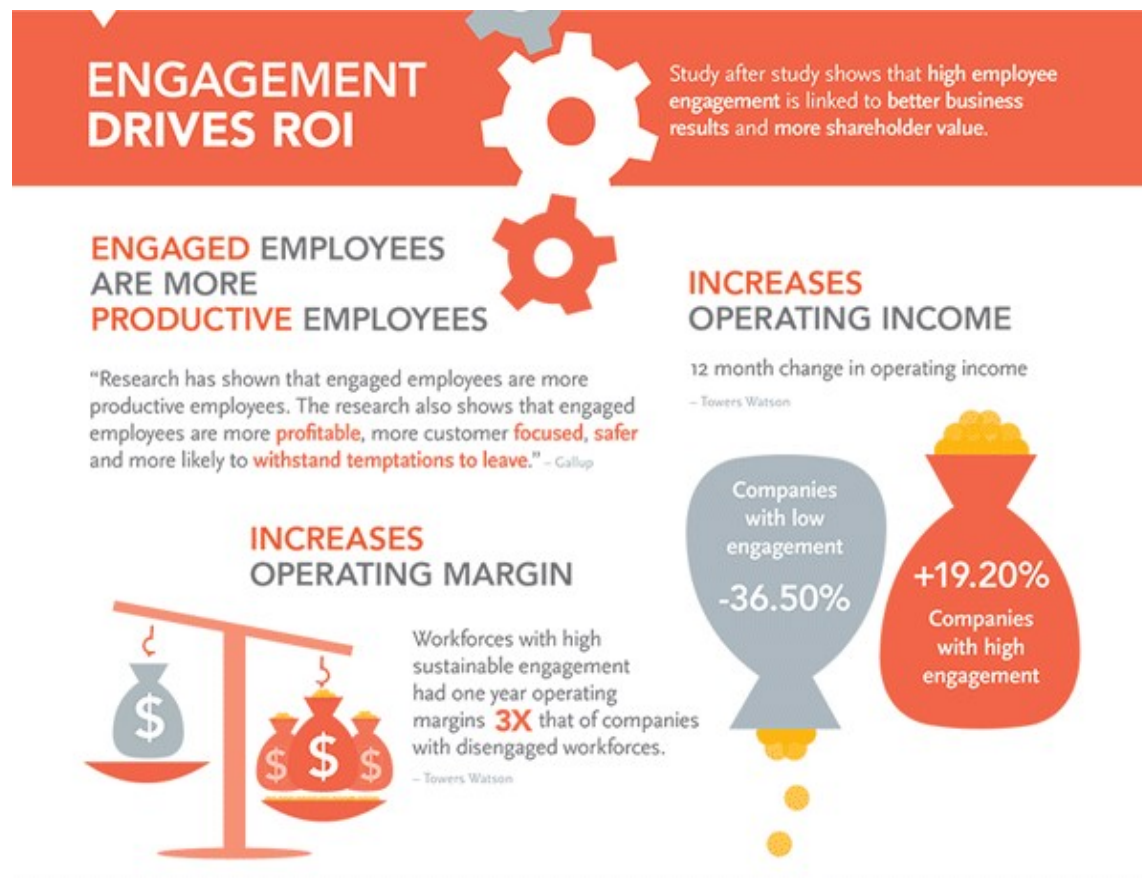 ENGAGEMENT
DRIVES ROI
Study after study shows that high employee
engagement is linked to better business
results and more shareholder value.
ENGAGED EMPLOYEES
ARE MORE
PRODUCTIVE EMPLOYEES
“Research has shown that engaged employees are more
productive employees. The research also shows that engaged
employees are more profitable, more customer focused, safer
and more likely to withstand temptations to leave.” – Gallup
INCREASES
OPERATING MARGIN
$
$ $ $
Workforces with high
sustainable engagement
had one year operating
margins 3X that of companies
with disengaged workforces.
– Towers Watson
INCREASES
OPERATING INCOME
12 month change in operating income
– Towers Watson
Companies
with low
engagement
-36.50%
+19.20%
Companies
with high
engagement